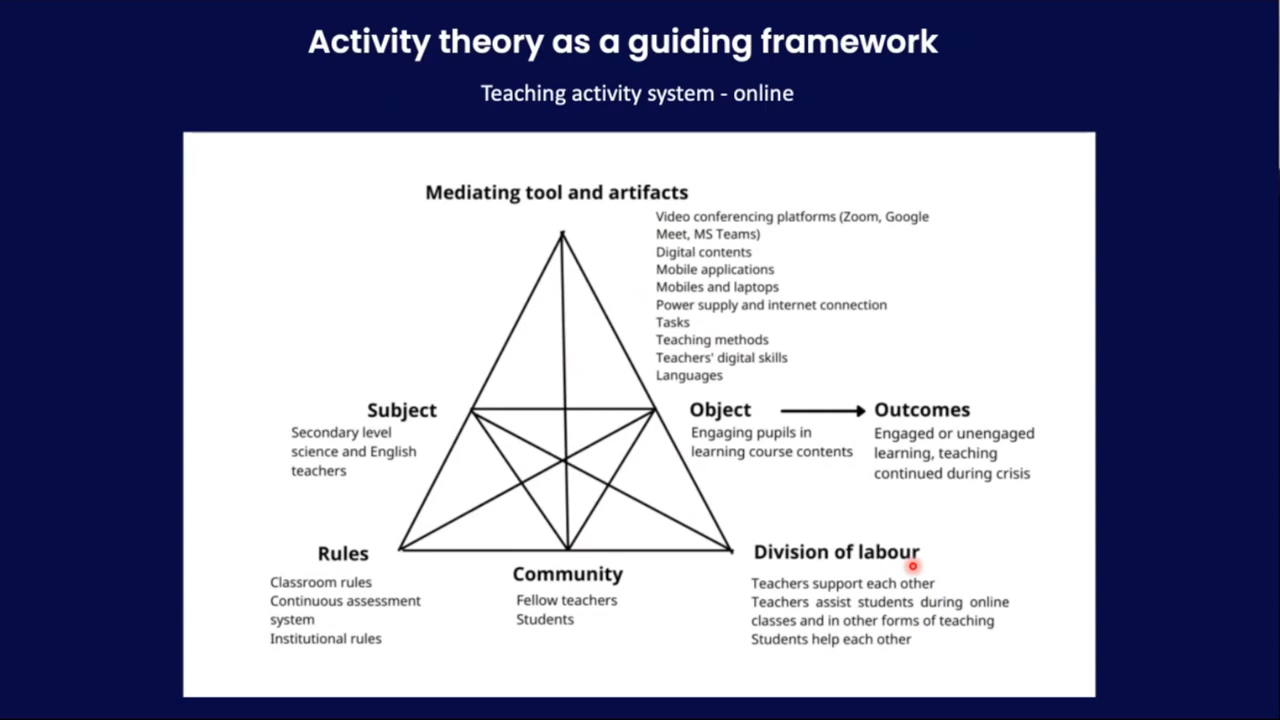 Activity theory as a guiding framework
Teaching activity system - online
Mediating tool and artifacts
Video conferencing platforms (Zoom, Google
Meet, MS Teams)
Digital contents
Mobile applications
Mobiles and laptops
Power supply and internet connection
Tasks
Teaching methods
Teachers' digital skills
Languages
Subject
Secondary level
science and English
teachers
Object
Engaging pupils in
learning course contents
Outcomes
Engaged or unengaged
learning, teaching
continued during crisis
Rules
Classroom rules
Continuous assessment
system
Institutional rules
Community
Fellow teachers
Students
Division of labour
Teachers support each other
Teachers assist students during online
classes and in other forms of teaching
Students help each other